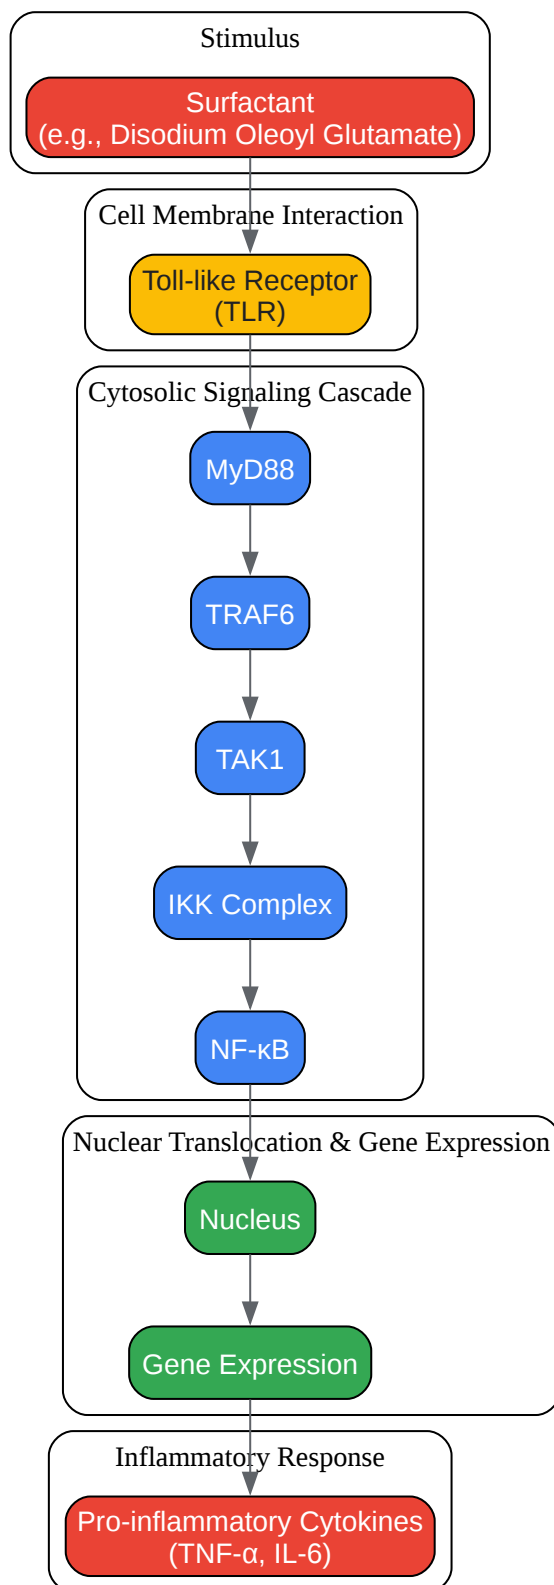 Stimulus
Surfactant
(e.g., Disodium Oleoyl Glutamate)
Cell Membrane Interaction
Toll-like Receptor
(TLR)
Cytosolic Signaling Cascade
MyD88
TRAF6
TAK1
IKK Complex
NF-κB
Nuclear Translocation & Gene Expression
Nucleus
Gene Expression
Inflammatory Response
Pro-inflammatory Cytokines
(TNF-α, IL-6)